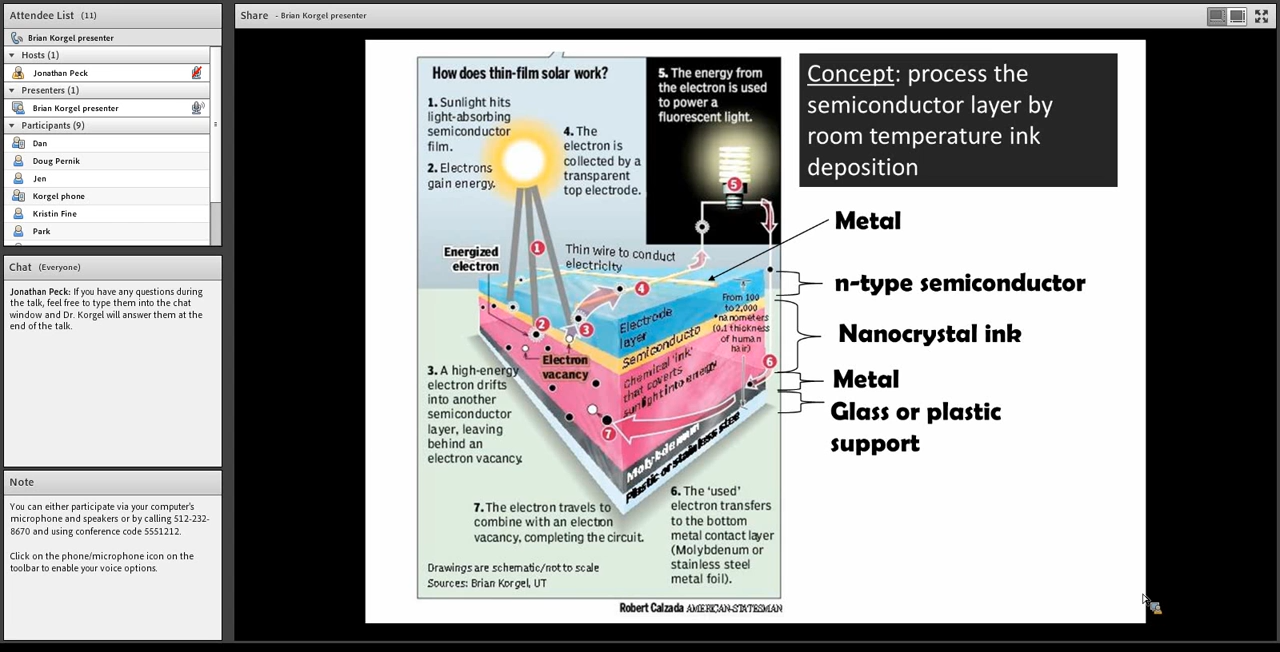 Attendee List (11)
Brian Korgel presenter
Hosts (1)
Jonathan Peck
Presenters (1)
Brian Korgel presenter
Participants (9)
Dan
Doug Pernik
Jen
Korgel phone
Kristin Fine
Park
Chat (Everyone)
Jonathan Peck: If you have any questions during
the talk, feel free to type them into the chat
window and Dr. Korgel will answer them at the
end of the talk.
Note
You can either participate via your computer's
microphone and speakers or by calling 512-232-
8670 and using conference code 5551212.
Click on the phone/microphone icon on the
toolbar to enable your voice options.
Share - Brian Korgel presenter
How does thin-film solar work?
1. Sunlight hits
light-absorbing
semiconductor
film.
2. Electrons
gain energy.
4. The
electron is
collected by a
transparent
top electrode.
5. The energy from
the electron is used
to power a
fluorescent light.
5
1
Energized
electron
Thin wire to conduct
electricity
4
2
3
Electrode
layer
From 100
to 2,000
nanometers
(0.1 thickness
of human
hair)
Semiconducto
Electron
vacancy
Chemical 'ink'
that coverts
sunlight into energy
6
7
Molybdenum
Plastic or stainless stee
3. A high-energy
electron drifts
into another
semiconductor
layer, leaving
behind an
electron vacancy.
7. The electron travels to
combine with an electron
vacancy, completing the circuit.
6. The 'used'
electron transfers
to the bottom
metal contact layer
(Molybdenum or
stainless steel
metal foil).
Drawings are schematic/not to scale
Sources: Brian Korgel, UT
Robert Calzada AMERICAN-STATESMAN
Concept: process the
semiconductor layer by
room temperature ink
deposition
Metal
n-type semiconductor
Nanocrystal ink
Metal
Glass or plastic
support